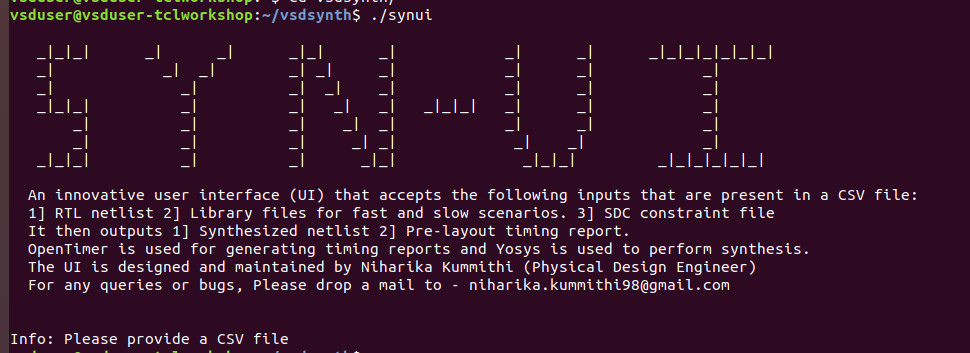 vsduser@vsduser-tclworkshop:~/vsdsynth$ ./synui
SYN-UI
An innovative user interface (UI) that accepts the following inputs that are present in a CSV file:
1] RTL netlist 2] Library files for fast and slow scenarios. 3] SDC constraint file
It then outputs 1] Synthesized netlist 2] Pre-layout timing report.
OpenTimer is used for generating timing reports and Yosys is used to perform synthesis.
The UI is designed and maintained by Niharika Kummithi (Physical Design Engineer)
For any queries or bugs, Please drop a mail to - niharika.kummithi98@gmail.com
Info: Please provide a CSV file